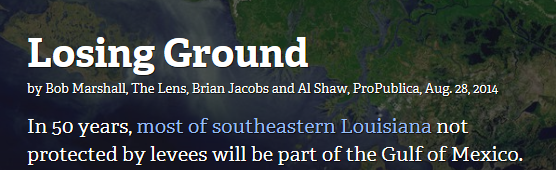 Losing Ground
by Bob Marshall, The Lens, Brian Jacobs and Al Shaw, ProPublica, Aug. 28, 2014
In 50 years, most of southeastern Louisiana not
protected by levees will be part of the Gulf of Mexico.